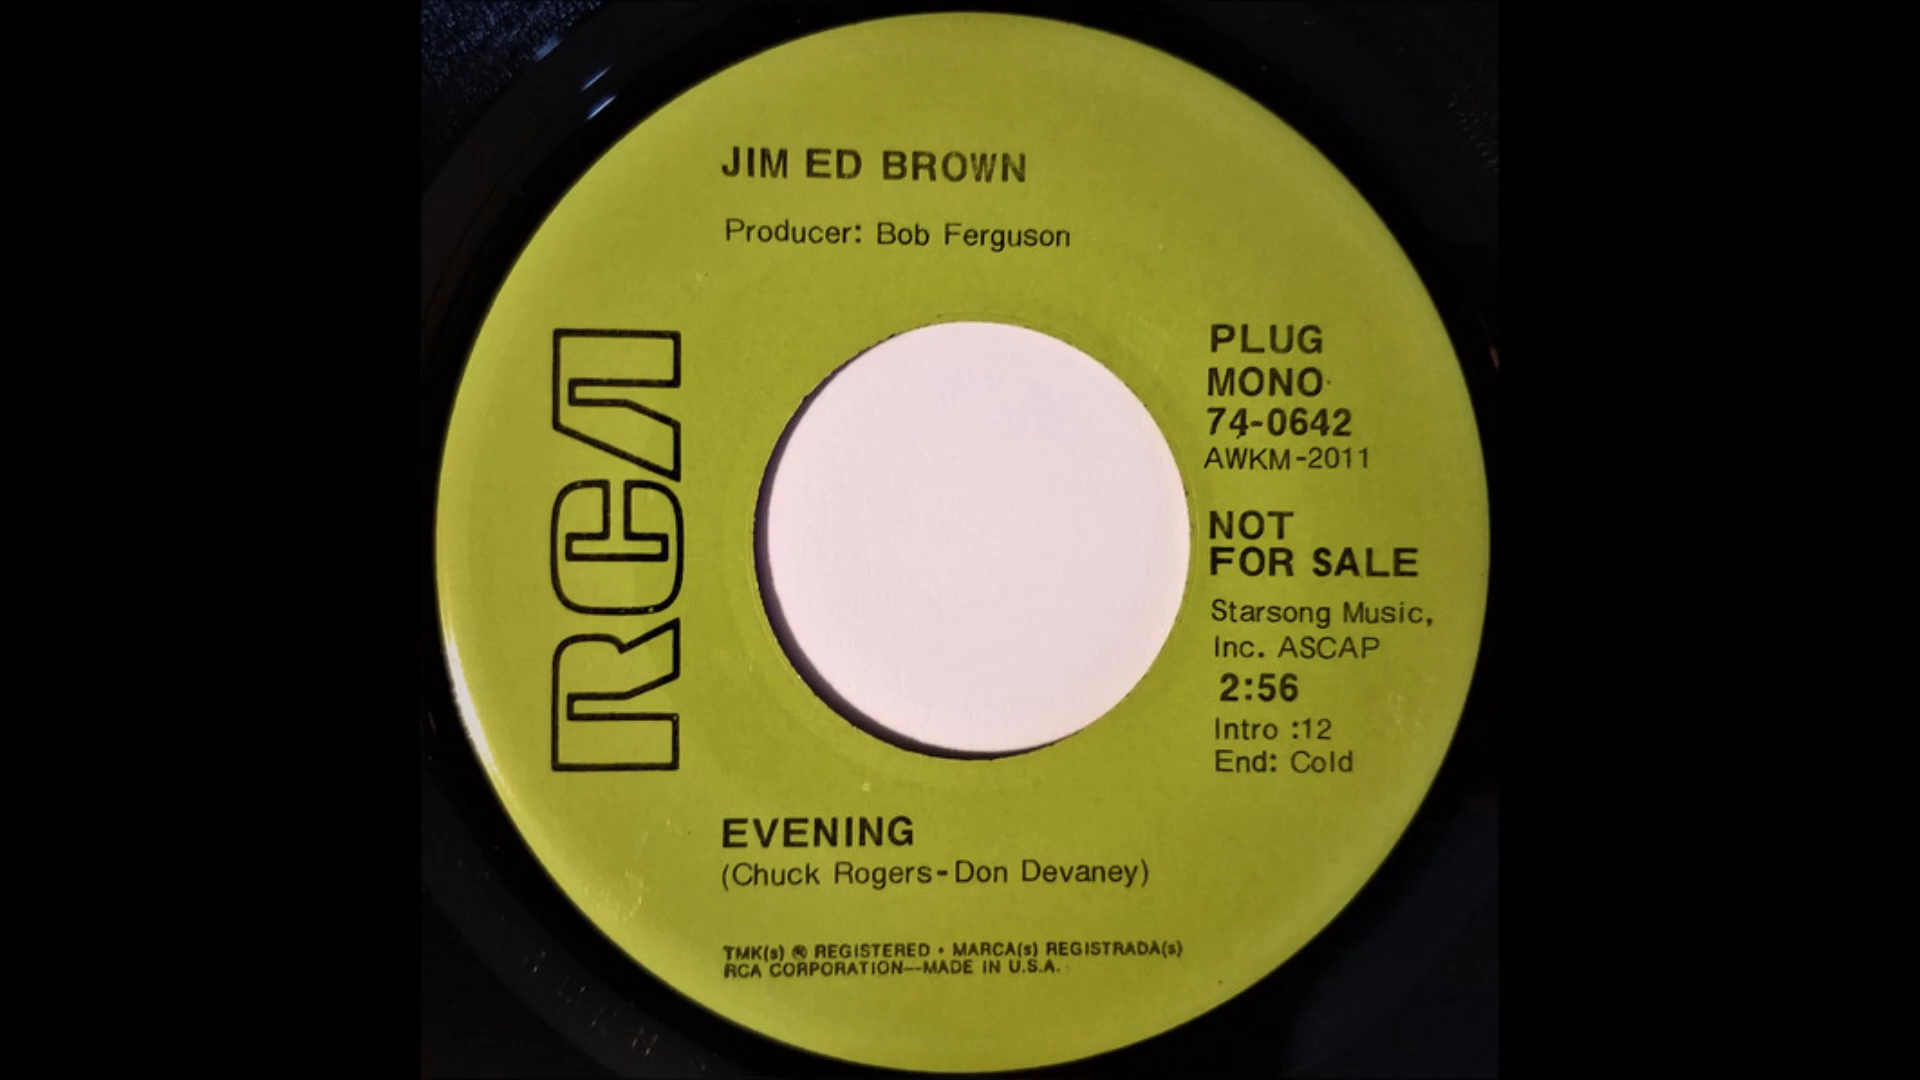 JIM ED BROWN
Producer: Bob Ferguson
RCA
PLUG
MONO
74-0642
AWKM-2011
NOT
FOR SALE
Starsong Music,
Inc. ASCAP
2:56
Intro :12
End: Cold
EVENING
(Chuck Rogers-Don Devaney)
TMK(s) ® REGISTERED • MARCA(s) REGISTRADA(s)
RCA CORPORATION—MADE IN U.S.A.